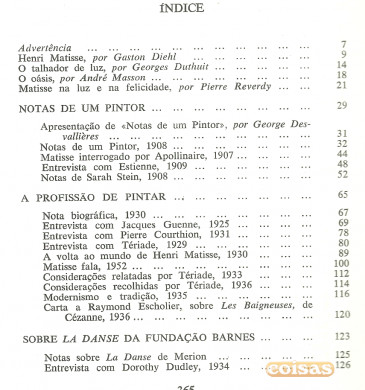 ÍNDICE
Advertência ... ... ... ... ... ... ... ... ... ... 7
Henri Matisse, por Gaston Diehl ... ... ... ... ... ... 9
O talhador de luz, por Georges Duthuit ... ... ... ... ... 14
O oásis, por André Masson ... ... ... ... ... ... ... 18
Matisse na luz e na felicidade, por Pierre Reverdy ... ... 21
NOTAS DE UM PINTOR ... ... ... ... ... ... ... 29
Apresentação de «Notas de um Pintor», por George Des-
vallières ... ... ... ... ... ... ... ... ... 31
Notas de um Pintor, 1908 ... ... ... ... ... ... 32
Matisse interrogado por Apollinaire, 1907 ... ... ... ... 44
Entrevista com Estienne, 1909 ... ... ... ... ... 48
Notas de Sarah Stein, 1908 ... ... ... ... ... ... 52
A PROFISSÃO DE PINTAR ... ... ... ... ... ... 65
Nota biográfica, 1930 ... ... ... ... ... ... ... 67
Entrevista com Jacques Guenne, 1925 ... ... ... ... 69
Entrevista com Pierre Courthion, 1931 ... ... ... ... 78
Entrevista com Tériade, 1929 ... ... ... ... ... 80
A volta ao mundo de Henri Matisse, 1930 ... ... ... 89
Matisse fala, 1952 ... ... ... ... ... ... ... 100
Considerações relatadas por Tériade, 1933 ... ... ... 112
Considerações recolhidas por Tériade, 1936 ... ... ... 114
Modernismo e tradição, 1935 ... ... ... ... ... 116
Carta a Raymond Escholier, sobre Les Baigneuses, de
Cézanne, 1936 ... ... ... ... ... ... ... ... 120
SOBRE LA DANSE DA FUNDAÇÃO BARNES ... ... ... 123
Notas sobre La Danse de Merion ... ... ... ... ... 125
Entrevista com Dorothy Dudley, 1934 ... ... ... ... 126
coisas
265